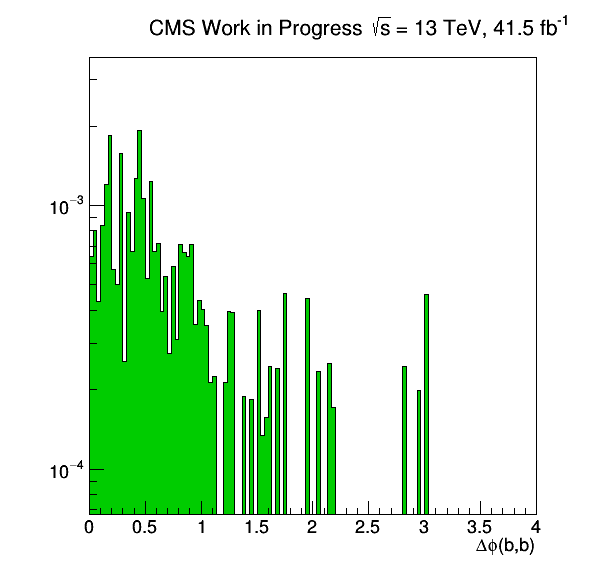 CMS Work in Progress √s = 13 TeV, 41.5 fb⁻¹
10⁻³
10⁻⁴
0 0.5 1 1.5 2 2.5 3 3.5 4
Δϕ(b,b)